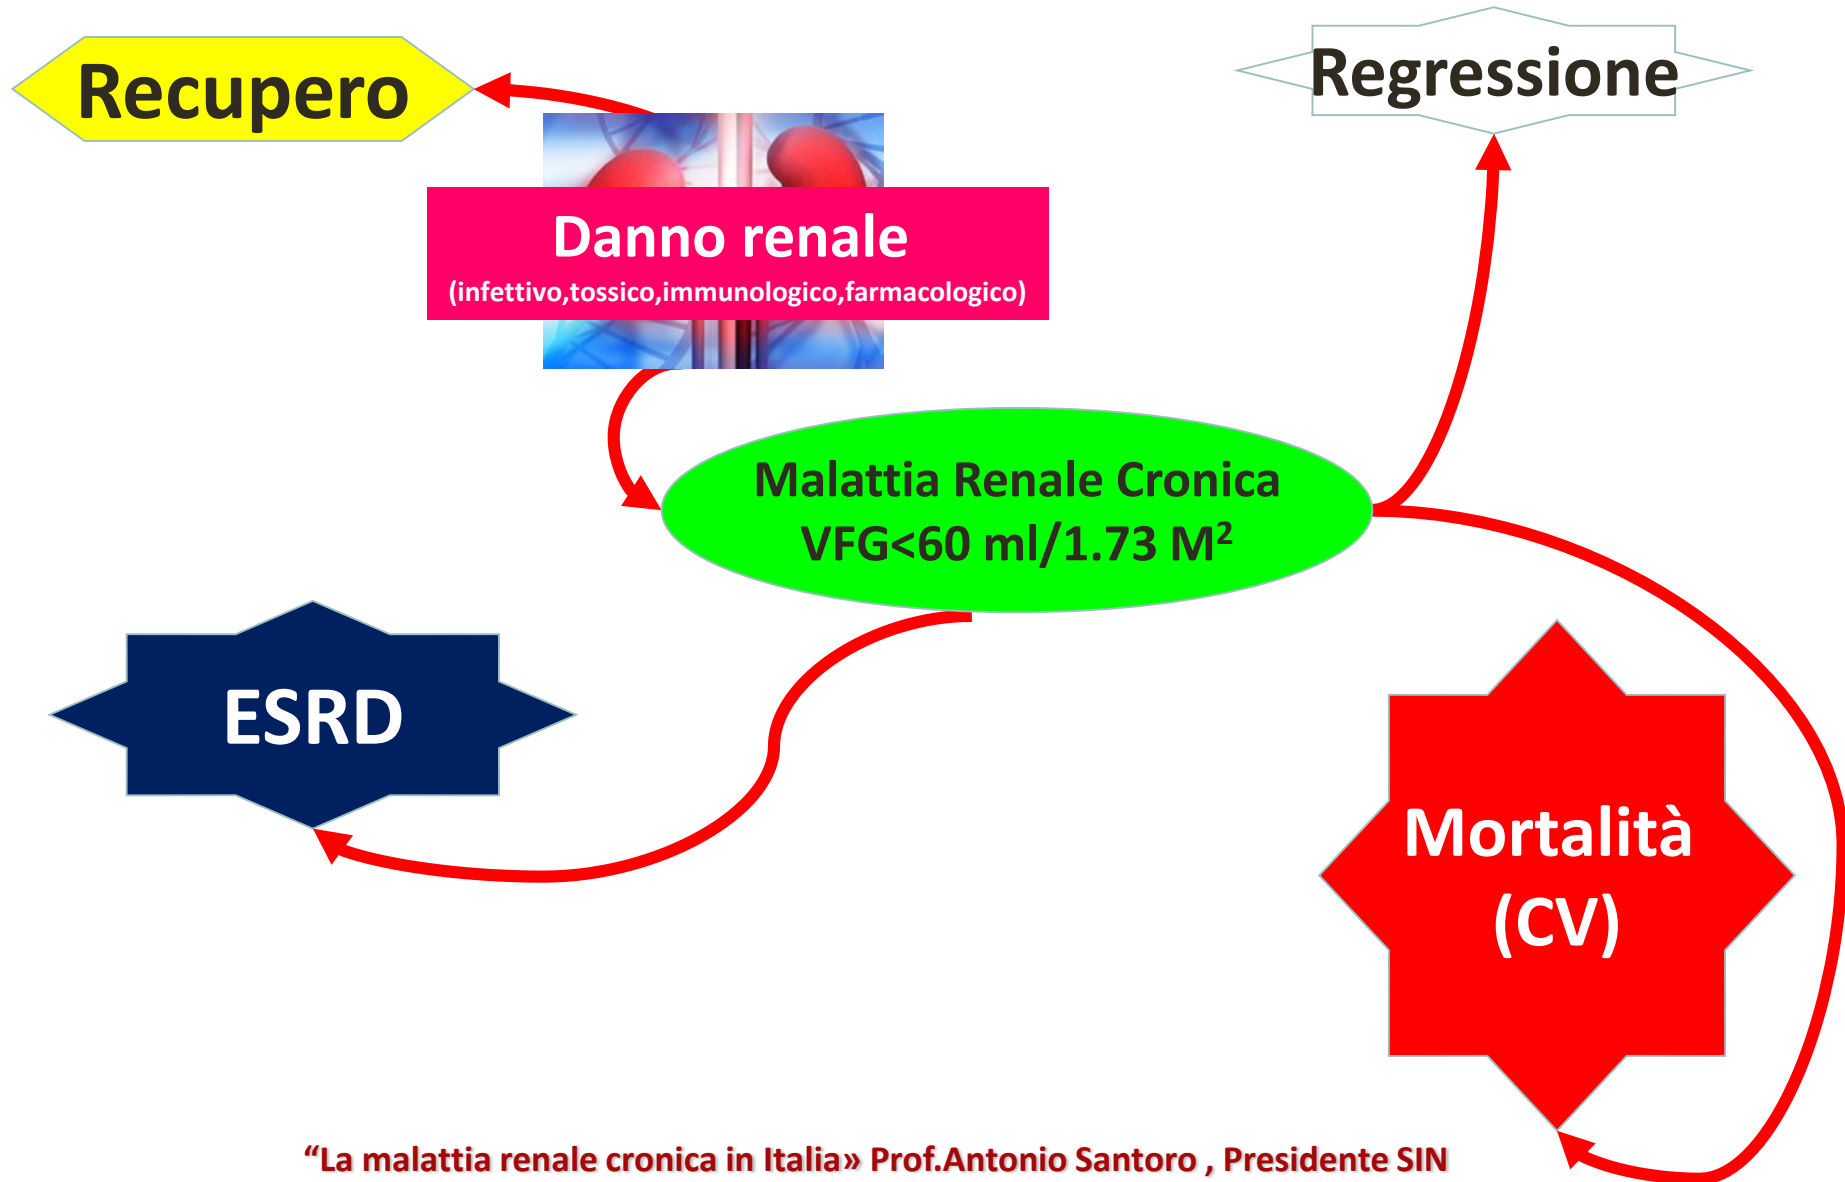 Recupero
Regressione
Danno renale
(infettivo,tossico,immunologico,farmacologico)
Malattia Renale Cronica
VFG<60 ml/1.73 M²
ESRD
Mortalità
(CV)
“La malattia renale cronica in Italia» Prof.Antonio Santoro , Presidente SIN